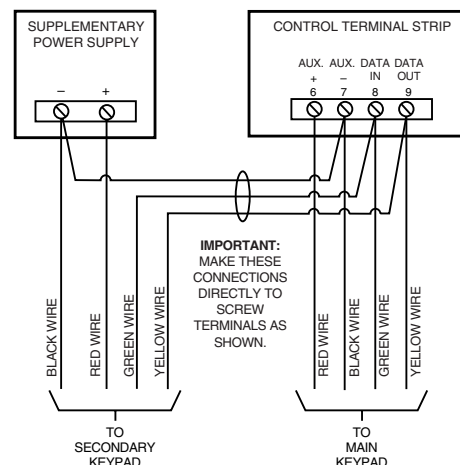 SUPPLEMENTARY
POWER SUPPLY
– +
CONTROL TERMINAL STRIP
AUX. AUX. DATA DATA
+ – IN OUT
6 7 8 9
IMPORTANT:
MAKE THESE
CONNECTIONS
DIRECTLY TO
SCREW
TERMINALS AS
SHOWN.
BLACK WIRE
RED WIRE
GREEN WIRE
YELLOW WIRE
RED WIRE
BLACK WIRE
GREEN WIRE
YELLOW WIRE
TO
SECONDARY
KEYPAD
TO
MAIN
KEYPAD